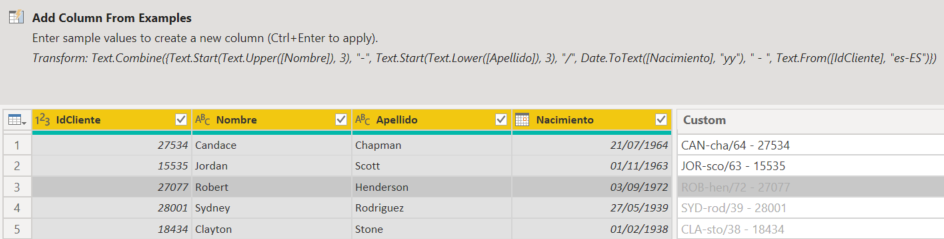 Add Column From Examples
Enter sample values to create a new column (Ctrl+Enter to apply).
Transform: Text.Combine({Text.Start(Text.Upper([Nombre]), 3), "-", Text.Start(Text.Lower([Apellido]), 3), "/", Date.ToText([Nacimiento], "yy"), " - ", Text.From([IdCliente], "es-ES")})
1²3 IdCliente ABC Nombre ABC Apellido Nacimiento Custom
1 27534 Candace Chapman 21/07/1964 CAN-cha/64 - 27534
2 15535 Jordan Scott 01/11/1963 JOR-sco/63 - 15535
3 27077 Robert Henderson 03/09/1972 ROB-hen/72 - 27077
4 28001 Sydney Rodriguez 27/05/1939 SYD-rod/39 - 28001
5 18434 Clayton Stone 01/02/1938 CLA-sto/38 - 18434